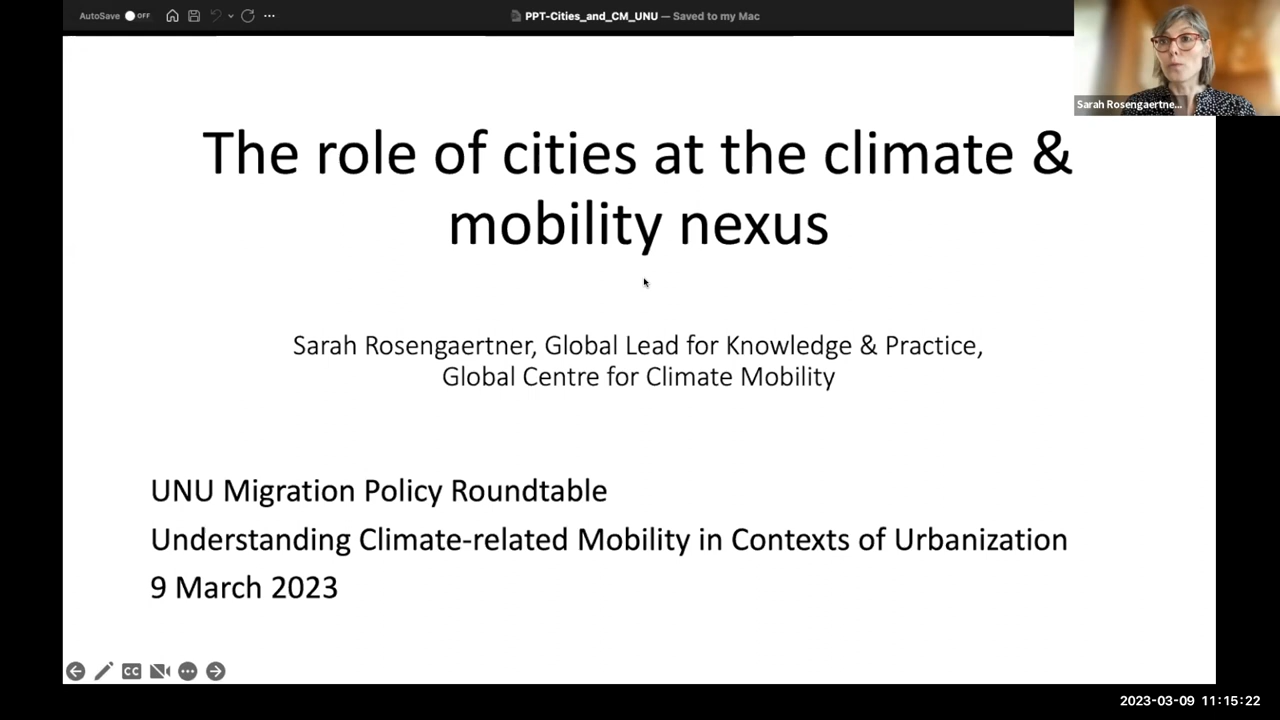 AutoSave OFF
PPT-Cities_and_CM_UNU — Saved to my Mac
Sarah Rosengaertne...
The role of cities at the climate &
mobility nexus
Sarah Rosengaertner, Global Lead for Knowledge & Practice,
Global Centre for Climate Mobility
UNU Migration Policy Roundtable
Understanding Climate-related Mobility in Contexts of Urbanization
9 March 2023
CC
2023-03-09 11:15:22